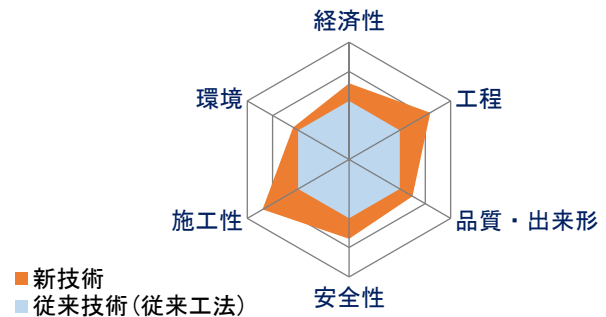 経済性
環境
工程
施工性
品質・出来形
安全性
新技術
従来技術(従来工法)